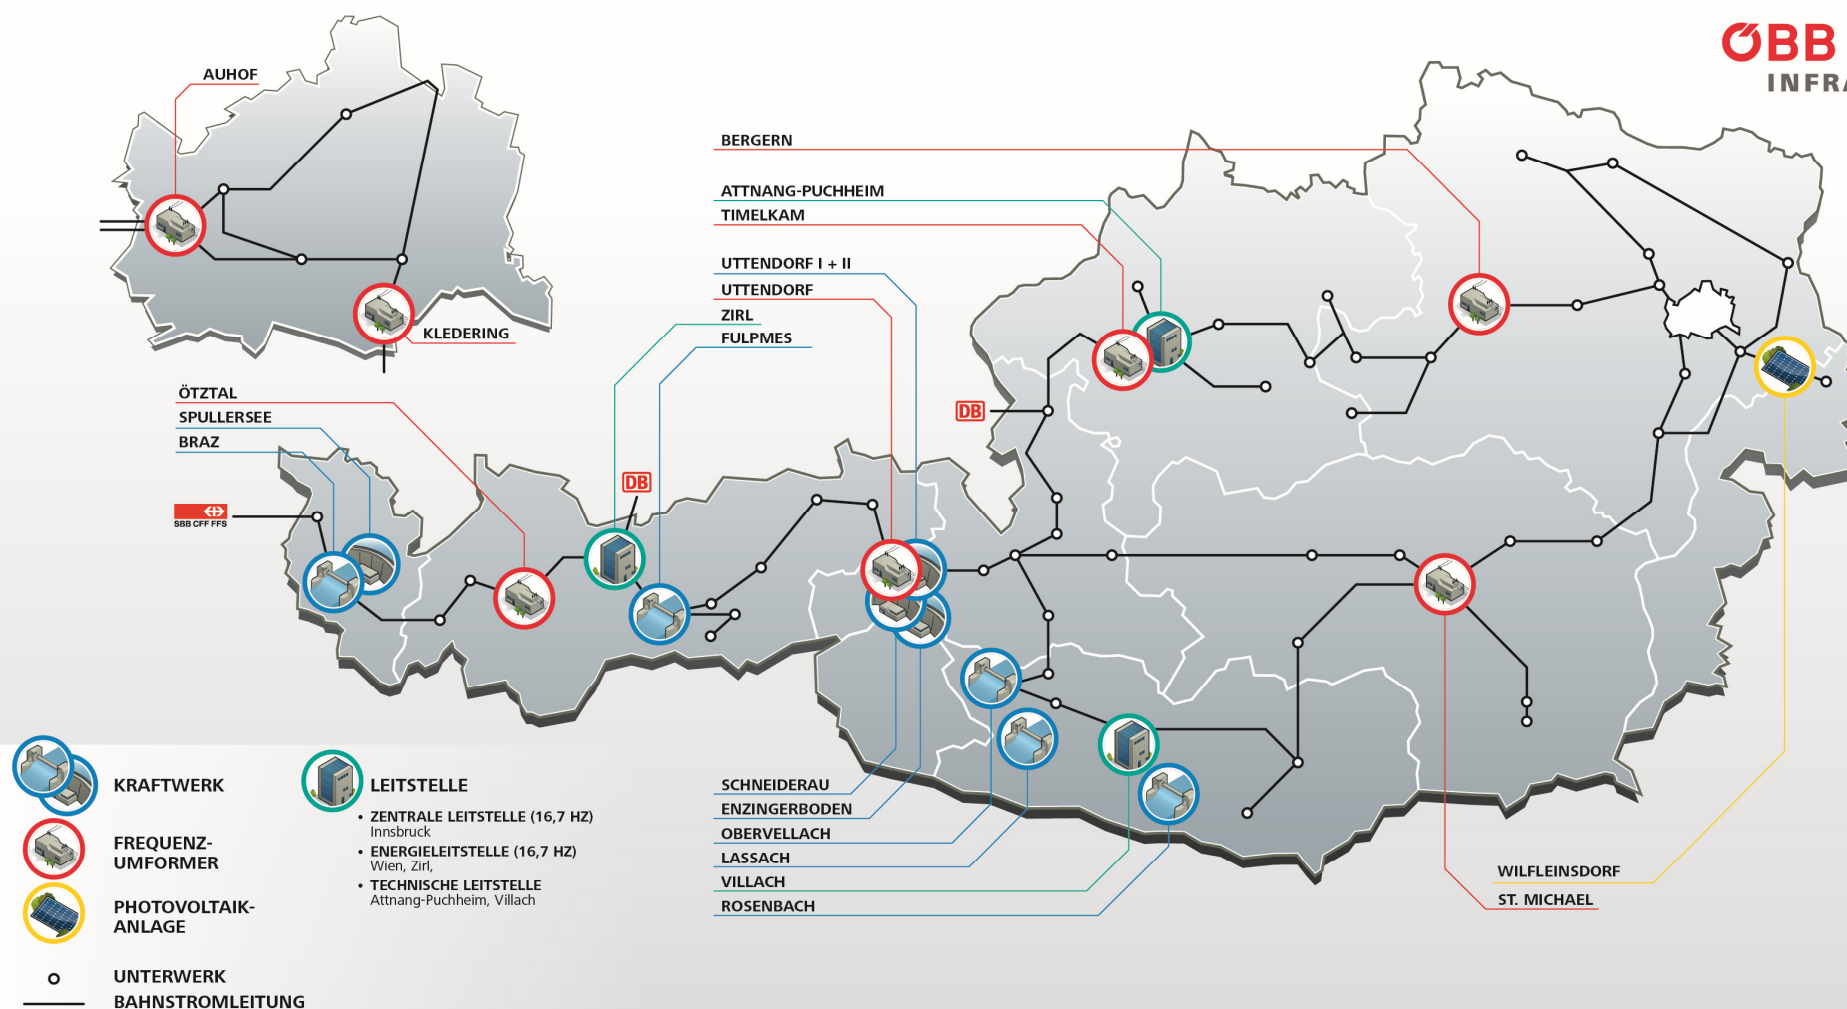 ÖBB
INFRA
AUHOF
KLEDERING
BERGERN
ATTNANG-PUCHHEIM
TIMELKAM
UTTENDORF I + II
UTTENDORF
ZIRL
FULPMES
ÖTZTAL
SPULLERSEE
BRAZ
DB
DB
SBB CFF FFS
SCHNEIDERAU
ENZINGERBODEN
OBERVELLACH
LASSACH
VILLACH
ROSENBACH
WILFLEINSDORF
ST. MICHAEL
KRAFTWERK
FREQUENZ-
UMFORMER
PHOTOVOLTAIK-
ANLAGE
UNTERWERK
BAHNSTROMLEITUNG
LEITSTELLE
• ZENTRALE LEITSTELLE (16,7 HZ)
Innsbruck
• ENERGIELEITSTELLE (16,7 HZ)
Wien, Zirl,
• TECHNISCHE LEITSTELLE
Attnang-Puchheim, Villach